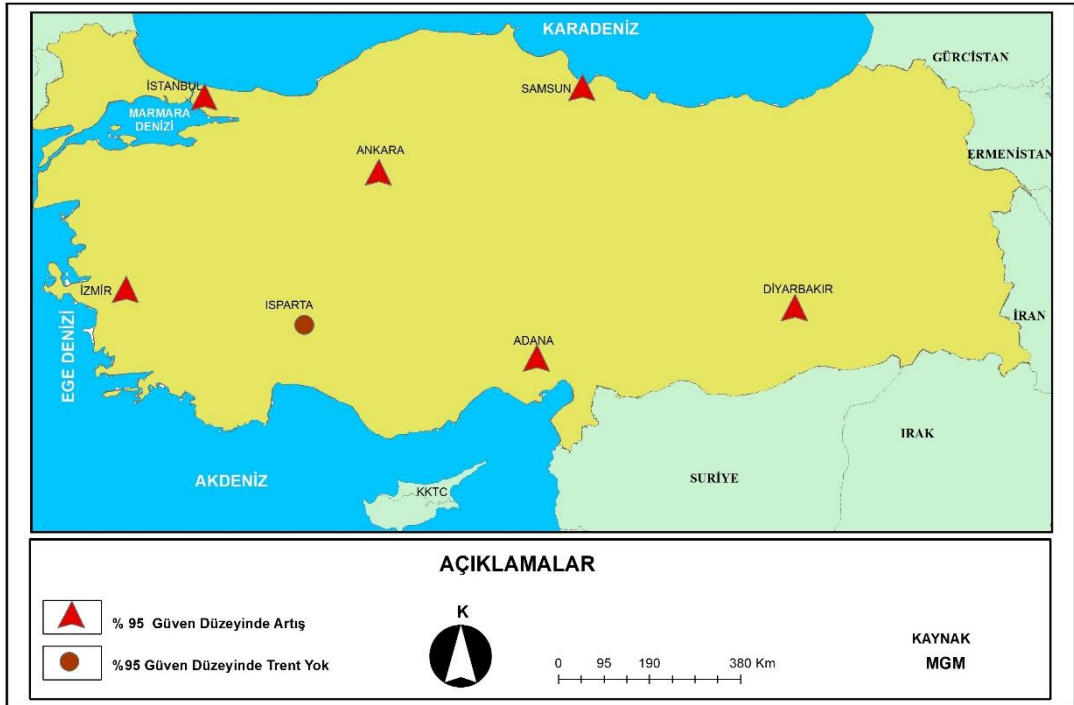 KARADENİZ
GÜRCİSTAN
İSTANBUL
SAMSUN
MARMARA
DENİZİ
ANKARA
ERMENİSTAN
İZMİR
ISPARTA
DİYARBAKIR
İRAN
EGE DENİZİ
ADANA
IRAK
AKDENİZ
KKTC
SURİYE
AÇIKLAMALAR
% 95 Güven Düzeyinde Artış
%95 Güven Düzeyinde Trent Yok
K
0 95 190 380 Km
KAYNAK
MGM